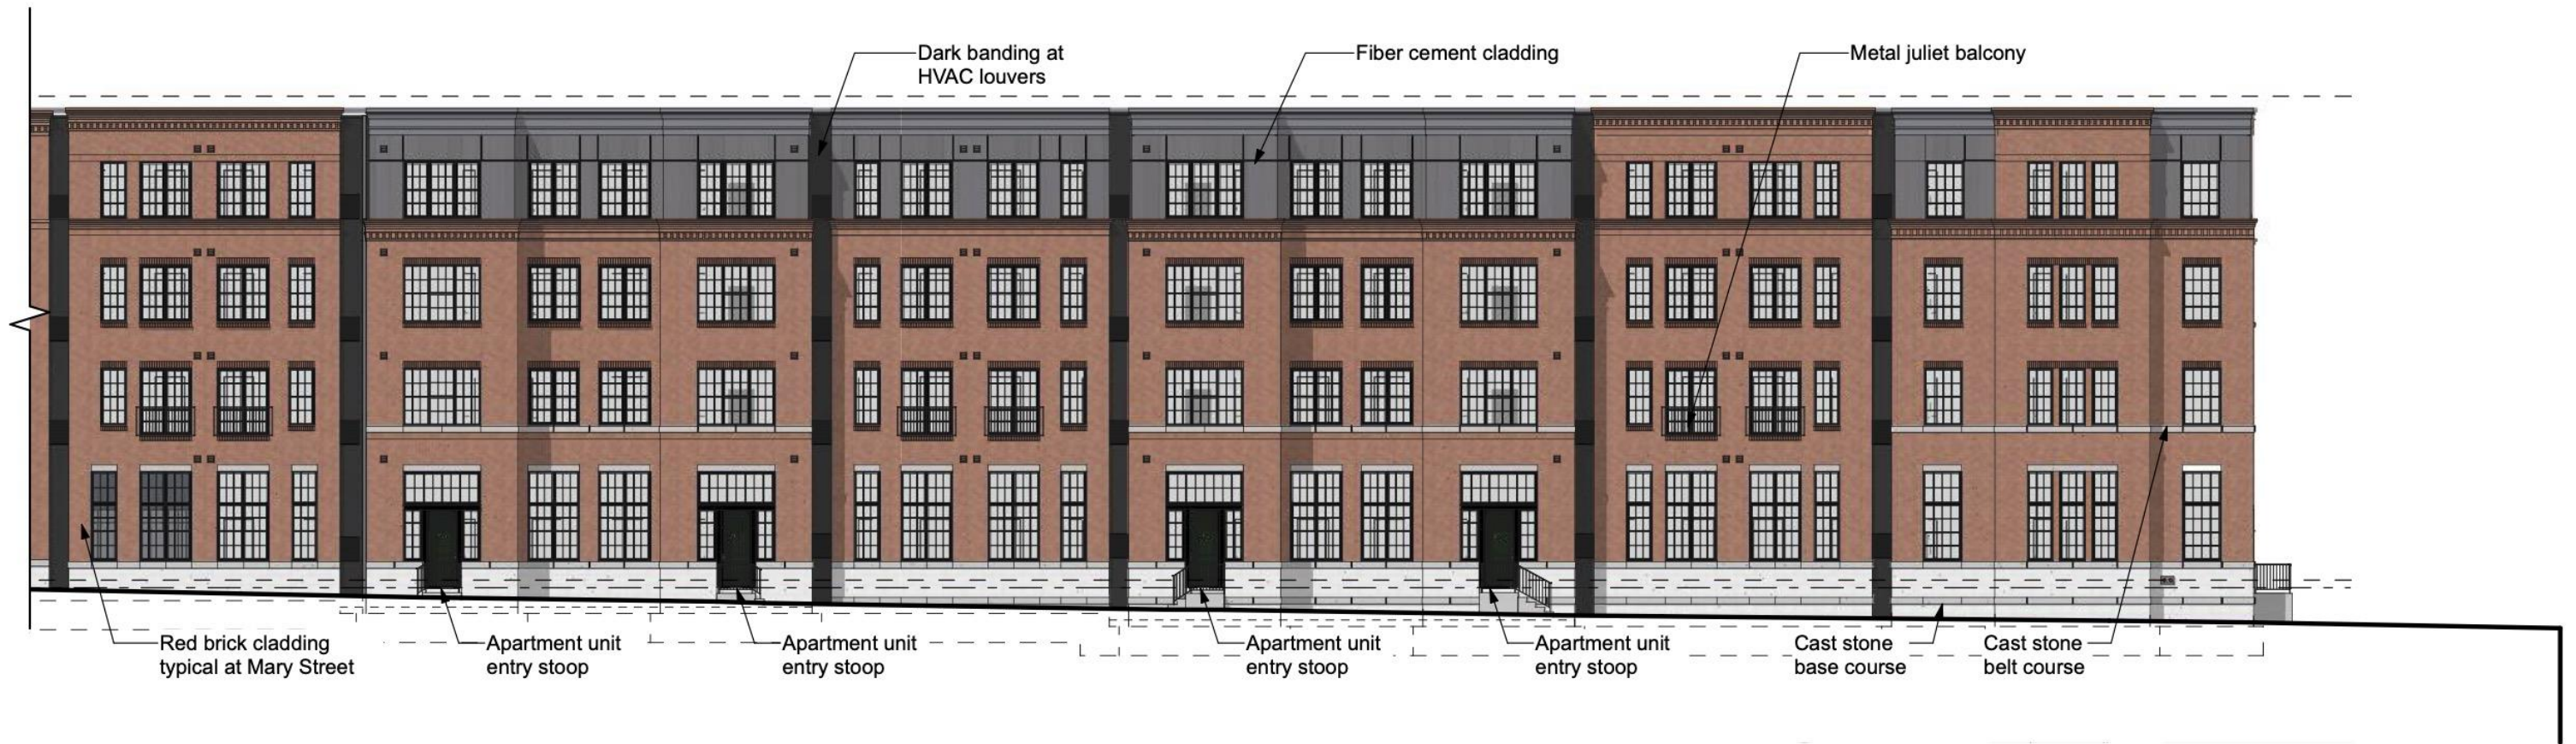 Dark banding at
HVAC louvers
Fiber cement cladding
Metal juliet balcony
Red brick cladding
typical at Mary Street
Apartment unit
entry stoop
Apartment unit
entry stoop
Apartment unit
entry stoop
Apartment unit
entry stoop
Cast stone
base course
Cast stone
belt course